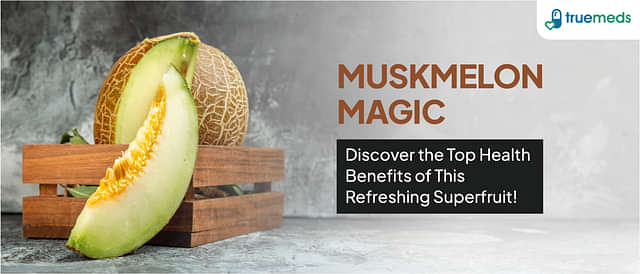 truemeds
MUSKMELON
MAGIC
Discover the Top Health
Benefits of This
Refreshing Superfruit!